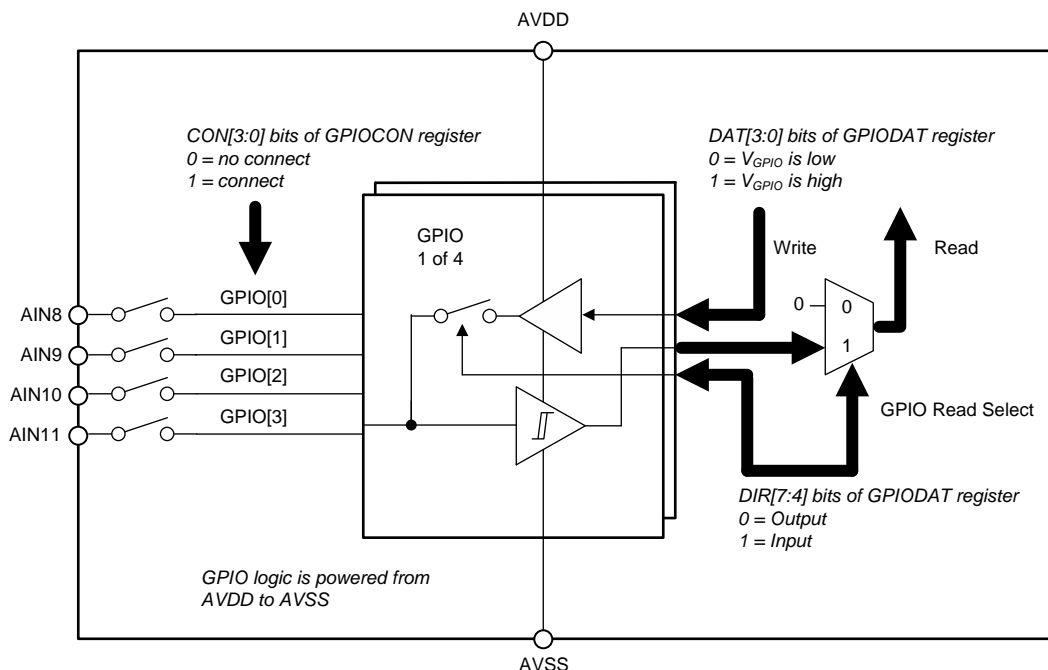 AVDD
CON[3:0] bits of GPIOCON register
0 = no connect
1 = connect
DAT[3:0] bits of GPIODAT register
0 = VGPIO is low
1 = VGPIO is high
GPIO
1 of 4
Write
Read
AIN8
GPIO[0]
0
0
AIN9
GPIO[1]
1
AIN10
GPIO[2]
GPIO Read Select
AIN11
GPIO[3]
DIR[7:4] bits of GPIODAT register
0 = Output
1 = Input
GPIO logic is powered from
AVDD to AVSS
AVSS